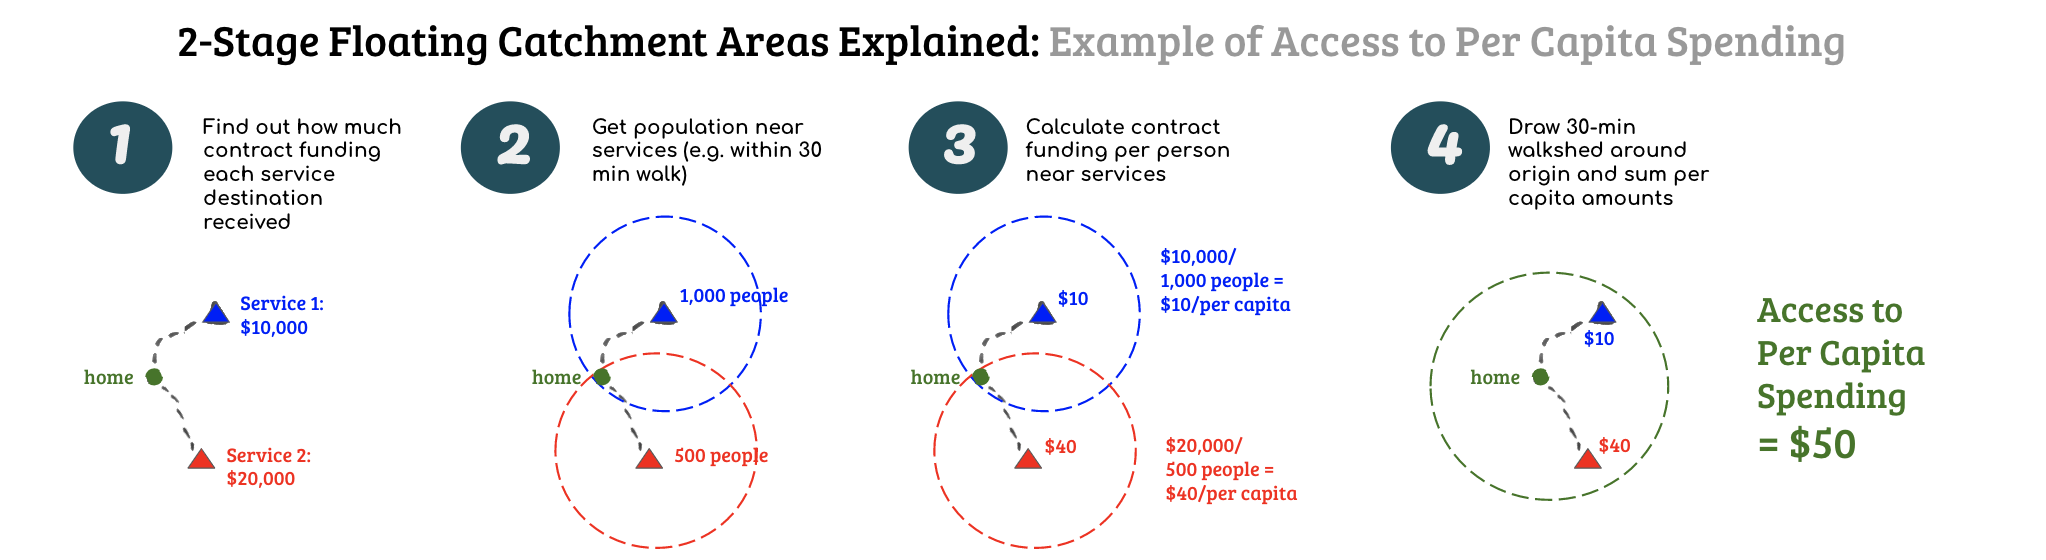 2-Stage Floating Catchment Areas Explained: Example of Access to Per Capita Spending
1
Find out how much
contract funding
each service
destination
received
Service 1:
$10,000
home
Service 2:
$20,000
2
Get population near
services (e.g. within 30
min walk)
1,000 people
home
500 people
3
Calculate contract
funding per person
near services
$10
$10,000/
1,000 people =
$10/per capita
home
$40
$20,000/
500 people =
$40/per capita
4
Draw 30-min
walkshed around
origin and sum per
capita amounts
$10
home
$40
Access to
Per Capita
Spending
= $50